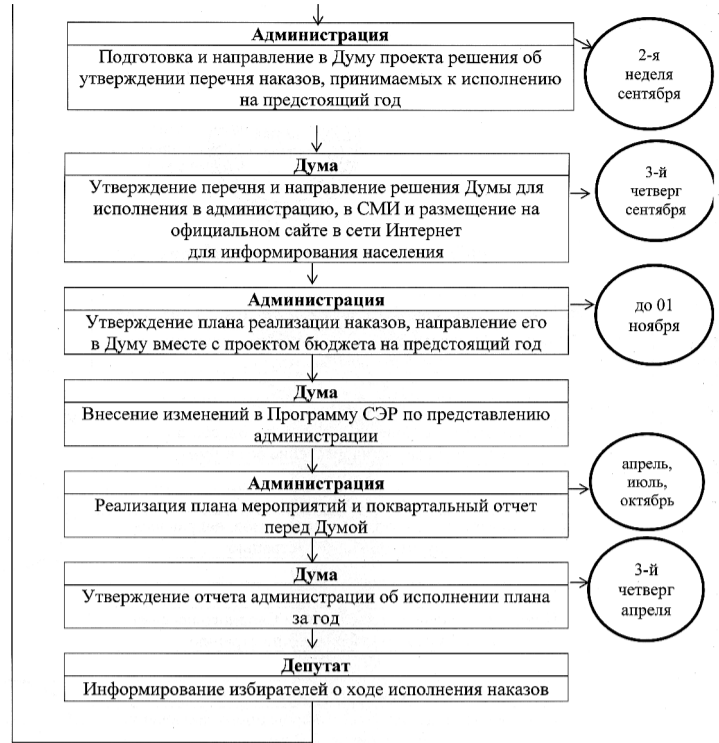 Администрация
Подготовка и направление в Думу проекта решения об
утверждении перечня наказов, принимаемых к исполнению
на предстоящий год
2-я
неделя
сентября
Дума
Утверждение перечня и направление решения Думы для
исполнения в администрацию, в СМИ и размещение на
официальном сайте в сети Интернет
для информирования населения
3-й
четверг
сентября
Администрация
Утверждение плана реализации наказов, направление его
в Думу вместе с проектом бюджета на предстоящий год
до 01
ноября
Дума
Внесение изменений в Программу СЭР по представлению
администрации
Администрация
Реализация плана мероприятий и поквартальный отчет
перед Думой
апрель,
июль,
октябрь
Дума
Утверждение отчета администрации об исполнении плана
за год
3-й
четверг
апреля
Депутат
Информирование избирателей о ходе исполнения наказов